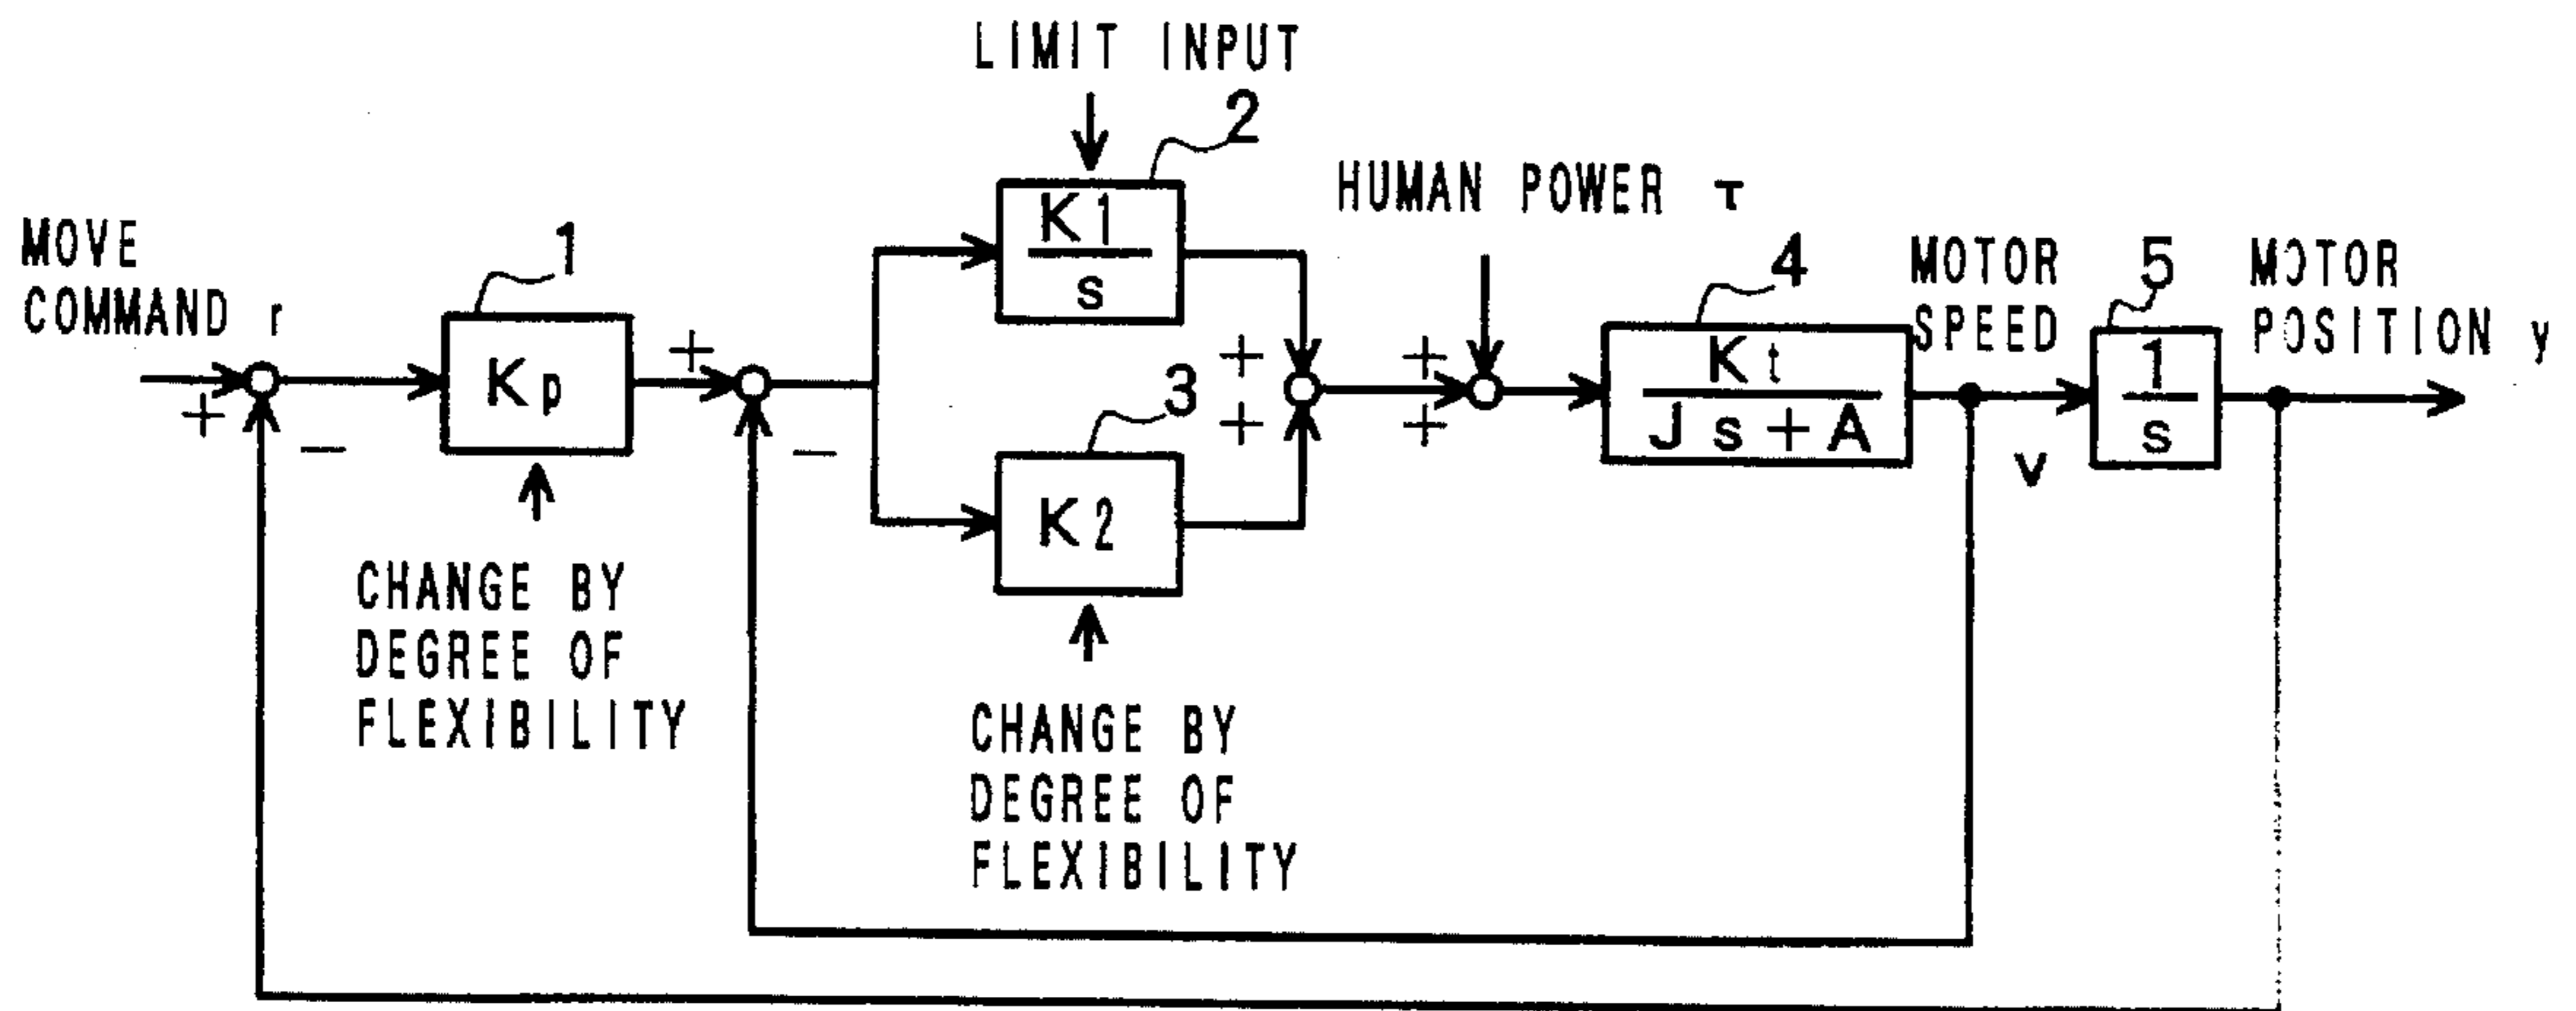 LIMIT INPUT
2
K1
s
HUMAN POWER τ
MOVE
COMMAND r
1
Kp
+
−
+
−
3
K2
+
+
+
+
4
Kt
Js+A
MOTOR
SPEED
v
5
1
s
MOTOR
POSITION y
CHANGE BY
DEGREE OF
FLEXIBILITY
CHANGE BY
DEGREE OF
FLEXIBILITY